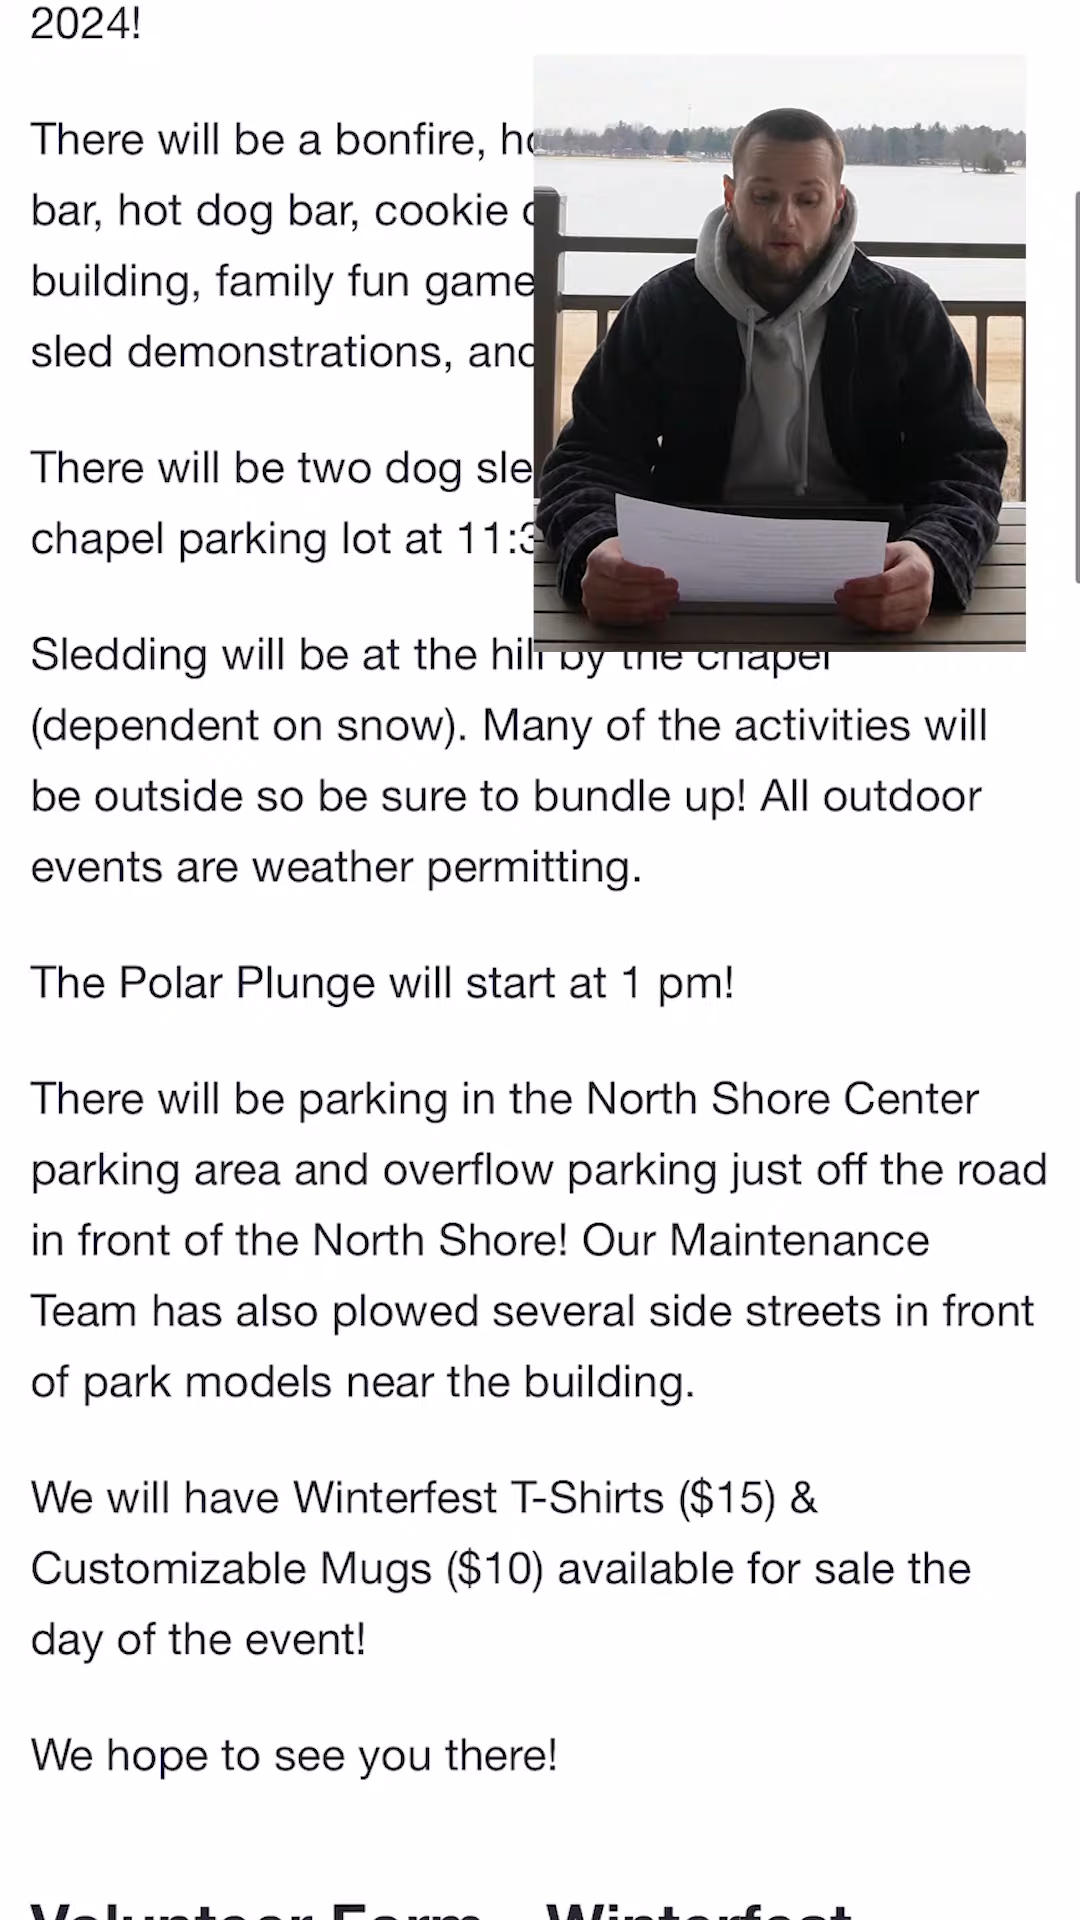 2024!
There will be a bonfire,
bar, hot dog bar, cookie
building, family fun game
sled demonstrations, and
There will be two dog
chapel parking lot at
Sledding will be at the hill by the chapel
(dependent on snow). Many of the activities will
be outside so be sure to bundle up! All outdoor
events are weather permitting.
The Polar Plunge will start at 1 pm!
There will be parking in the North Shore Center
parking area and overflow parking just off the road
in front of the North Shore! Our Maintenance
Team has also plowed several side streets in front
of park models near the building.
We will have Winterfest T-Shirts ($15) &
Customizable Mugs ($10) available for sale the
day of the event!
We hope to see you there!
Volunteer Form - Winterfest